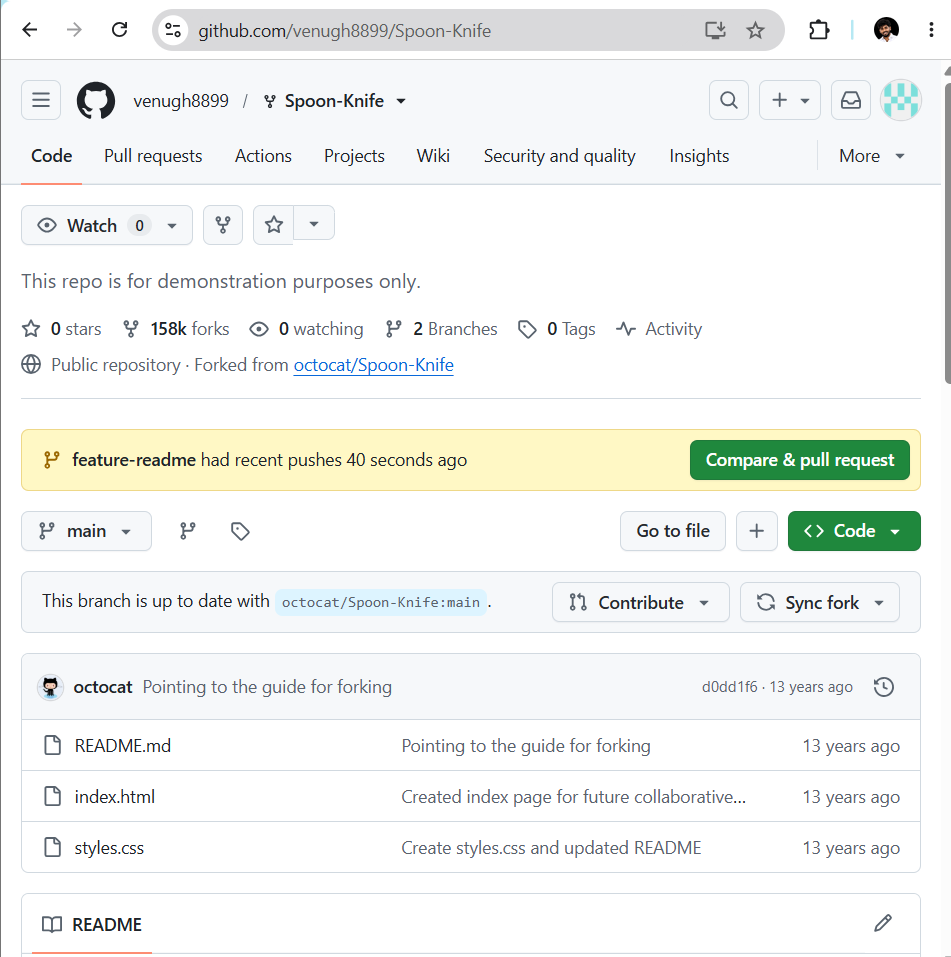 github.com/venugh8899/Spoon-Knife
venugh8899 / Spoon-Knife
Code Pull requests Actions Projects Wiki Security and quality Insights More
Watch 0
This repo is for demonstration purposes only.
0 stars 158k forks 0 watching 2 Branches 0 Tags Activity
Public repository · Forked from octocat/Spoon-Knife
feature-readme had recent pushes 40 seconds ago Compare & pull request
main Go to file Code
This branch is up to date with octocat/Spoon-Knife:main . Contribute Sync fork
octocat Pointing to the guide for forking d0dd1f6 · 13 years ago
README.md Pointing to the guide for forking 13 years ago
index.html Created index page for future collaborative... 13 years ago
styles.css Create styles.css and updated README 13 years ago
README